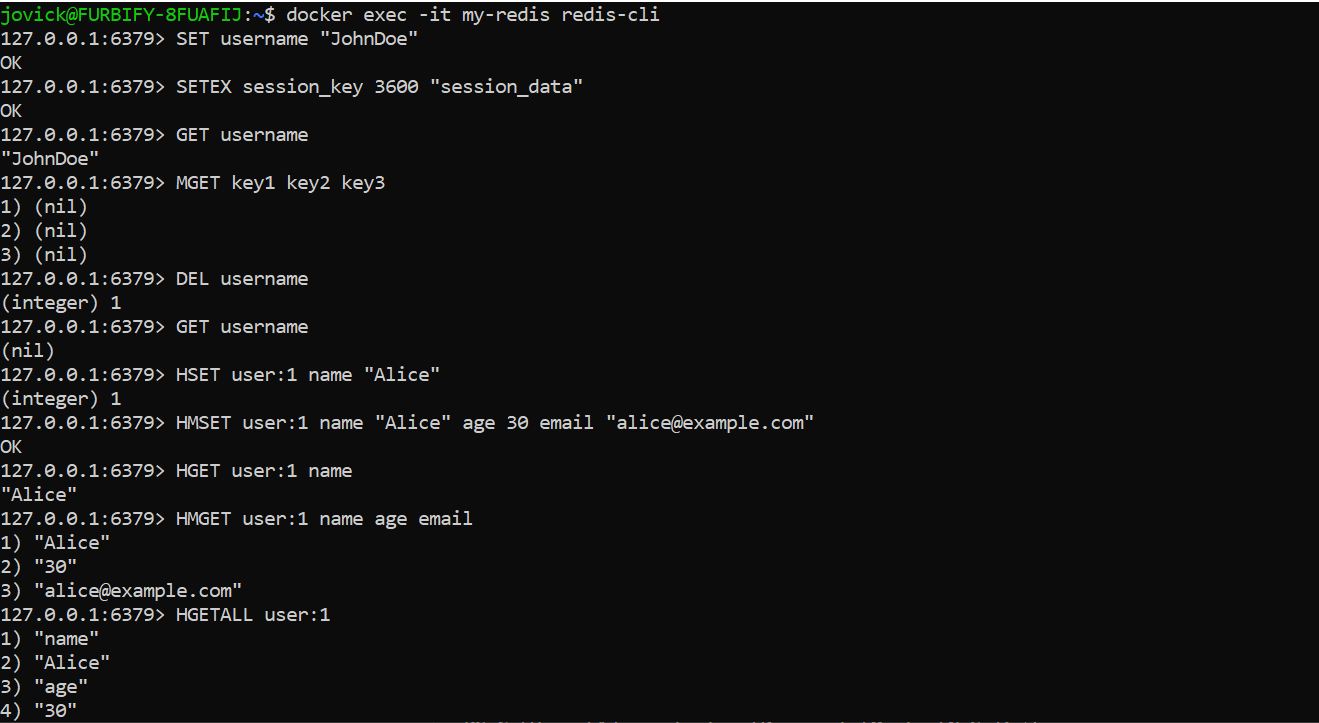 jovick@FURBIFY-8FUAFIJ:~$ docker exec -it my-redis redis-cli
127.0.0.1:6379> SET username "JohnDoe"
OK
127.0.0.1:6379> SETEX session_key 3600 "session_data"
OK
127.0.0.1:6379> GET username
"JohnDoe"
127.0.0.1:6379> MGET key1 key2 key3
1) (nil)
2) (nil)
3) (nil)
127.0.0.1:6379> DEL username
(integer) 1
127.0.0.1:6379> GET username
(nil)
127.0.0.1:6379> HSET user:1 name "Alice"
(integer) 1
127.0.0.1:6379> HMSET user:1 name "Alice" age 30 email "alice@example.com"
OK
127.0.0.1:6379> HGET user:1 name
"Alice"
127.0.0.1:6379> HMGET user:1 name age email
1) "Alice"
2) "30"
3) "alice@example.com"
127.0.0.1:6379> HGETALL user:1
1) "name"
2) "Alice"
3) "age"
4) "30"